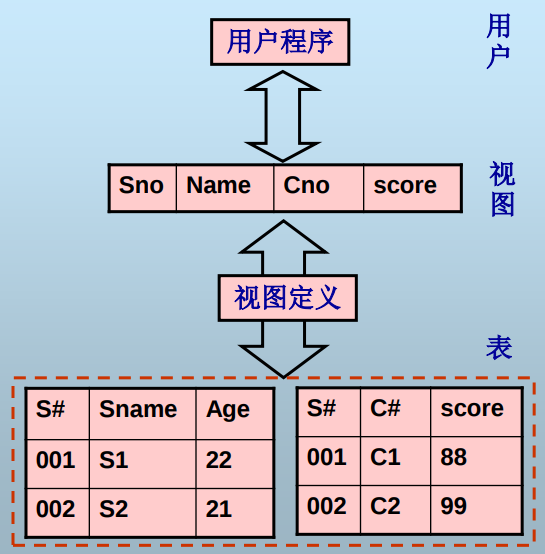 用户程序
用户
Sno Name Cno score
视图
视图定义
表
S# Sname Age
001 S1 22
002 S2 21
S# C# score
001 C1 88
002 C2 99